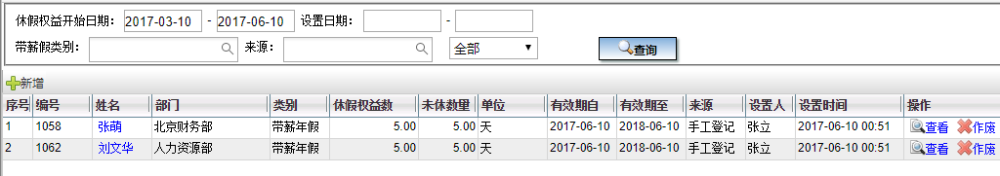 休假权益开始日期： 2017-03-10 - 2017-06-10 设置日期： -
带薪假类别： 来源： 全部 查询
新增
序号 编号 姓名 部门 类别 休假权益数 未休数量 单位 有效期自 有效期至 来源 设置人 设置时间 操作
1 1058 张萌 北京财务部 带薪年假 5.00 5.00 天 2017-06-10 2018-06-10 手工登记 张立 2017-06-10 00:51 查看 作废
2 1062 刘文华 人力资源部 带薪年假 5.00 5.00 天 2017-06-10 2018-06-10 手工登记 张立 2017-06-10 00:51 查看 作废